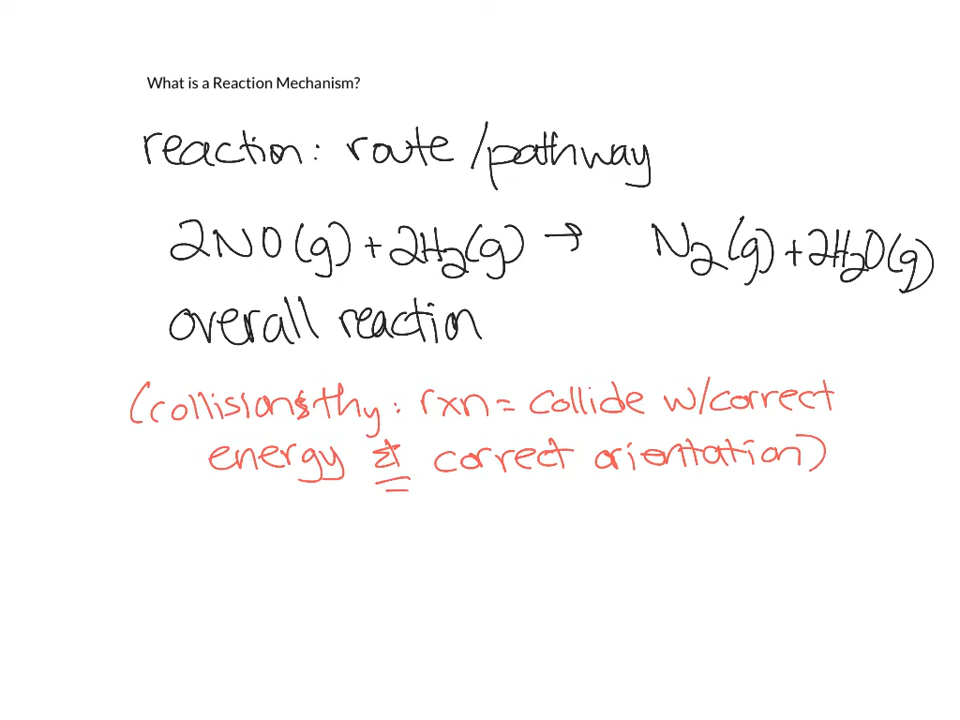 What is a Reaction Mechanism?
reaction: route/pathway
2NO(g)+2H₂(g) → N₂(g)+2H₂O(g)
overall reaction
(collisions thy: rxn = collide w/correct
energy & correct orientation)